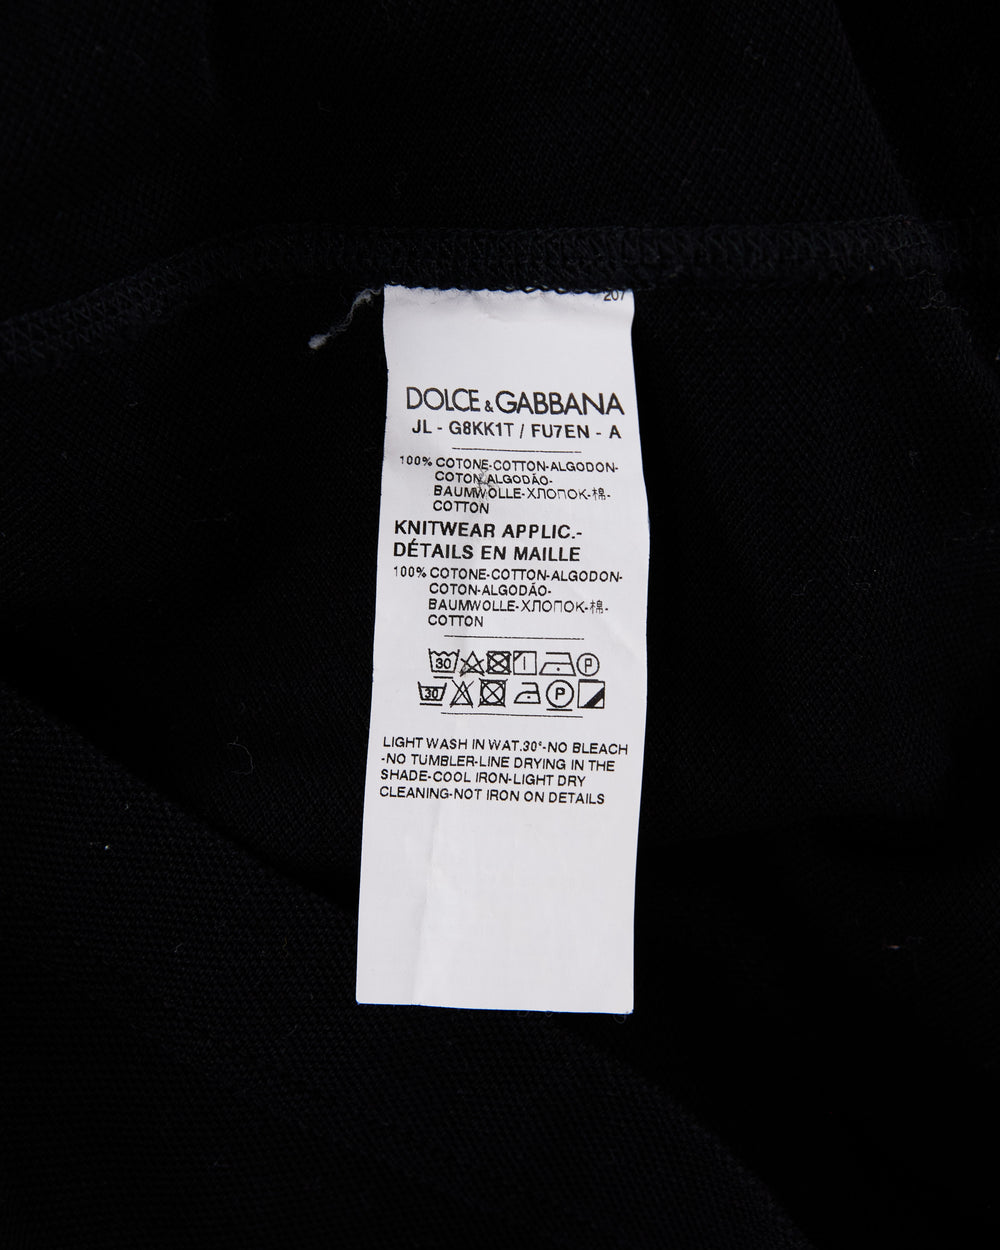 207
DOLCE&GABBANA
JL - G8KK1T / FU7EN - A
100% COTONE-COTTON-ALGODON-
COTON-ALGODÃO-
BAUMWOLLE-ХЛОПОК-棉-
COTTON
KNITWEAR APPLIC.-
DÉTAILS EN MAILLE
100% COTONE-COTTON-ALGODON-
COTON-ALGODÃO-
BAUMWOLLE-ХЛОПОК-棉-
COTTON
30 P
30 P
LIGHT WASH IN WAT.30°-NO BLEACH
-NO TUMBLER-LINE DRYING IN THE
SHADE-COOL IRON-LIGHT DRY
CLEANING-NOT IRON ON DETAILS